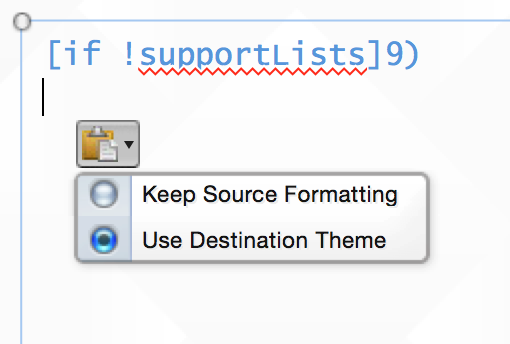 [if !supportLists]9)
Keep Source Formatting
Use Destination Theme